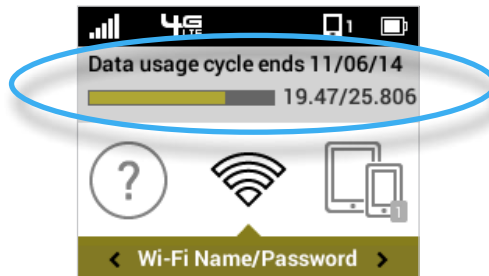 4G LTE 1
Data usage cycle ends 11/06/14
19.47/25.806
?
1
< Wi-Fi Name/Password >